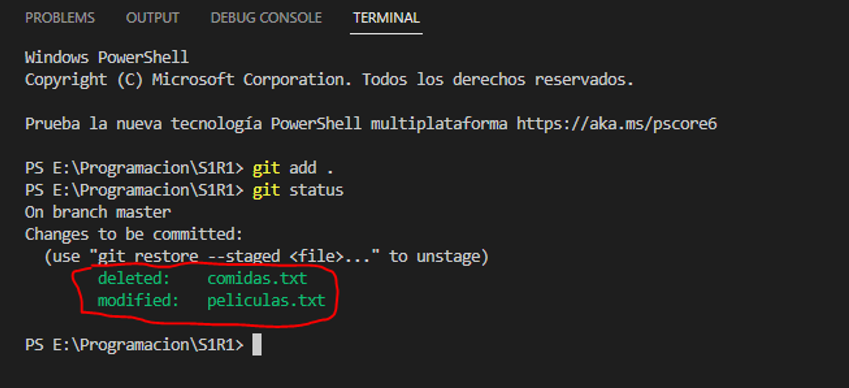 PROBLEMS OUTPUT DEBUG CONSOLE TERMINAL
Windows PowerShell
Copyright (C) Microsoft Corporation. Todos los derechos reservados.
Prueba la nueva tecnología PowerShell multiplataforma https://aka.ms/pscore6
PS E:\Programacion\S1R1> git add .
PS E:\Programacion\S1R1> git status
On branch master
Changes to be committed:
(use "git restore --staged <file>..." to unstage)
deleted: comidas.txt
modified: peliculas.txt
PS E:\Programacion\S1R1>